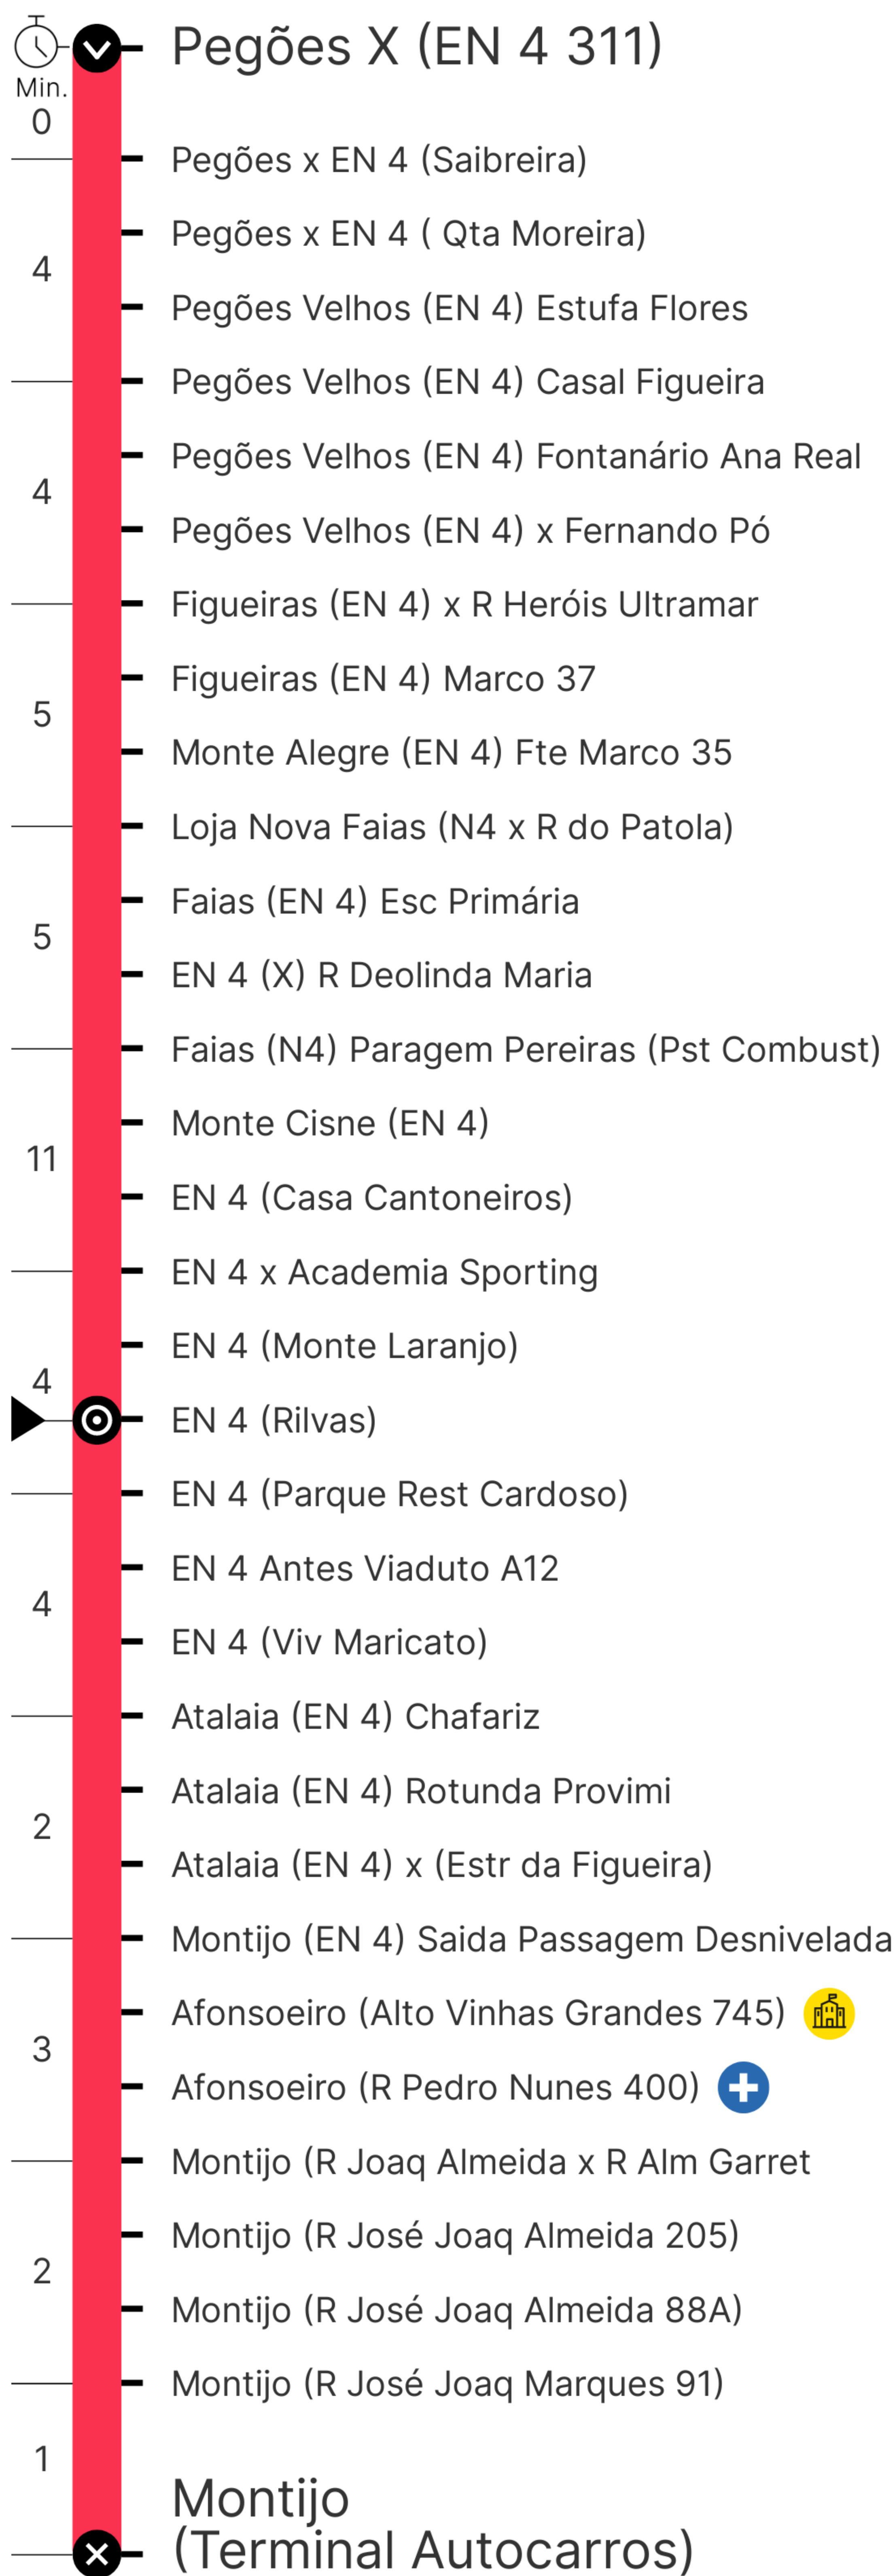 Pegões X (EN 4 311)
Min.
0
Pegões x EN 4 (Saibreira)
Pegões x EN 4 ( Qta Moreira)
4
Pegões Velhos (EN 4) Estufa Flores
Pegões Velhos (EN 4) Casal Figueira
Pegões Velhos (EN 4) Fontanário Ana Real
4
Pegões Velhos (EN 4) x Fernando Pó
Figueiras (EN 4) x R Heróis Ultramar
Figueiras (EN 4) Marco 37
5
Monte Alegre (EN 4) Fte Marco 35
Loja Nova Faias (N4 x R do Patola)
Faias (EN 4) Esc Primária
5
EN 4 (X) R Deolinda Maria
Faias (N4) Paragem Pereiras (Pst Combust)
Monte Cisne (EN 4)
11
EN 4 (Casa Cantoneiros)
EN 4 x Academia Sporting
EN 4 (Monte Laranjo)
4
EN 4 (Rilvas)
EN 4 (Parque Rest Cardoso)
EN 4 Antes Viaduto A12
4
EN 4 (Viv Maricato)
Atalaia (EN 4) Chafariz
Atalaia (EN 4) Rotunda Provimi
2
Atalaia (EN 4) x (Estr da Figueira)
Montijo (EN 4) Saida Passagem Desnivelada
Afonsoeiro (Alto Vinhas Grandes 745)
3
Afonsoeiro (R Pedro Nunes 400)
Montijo (R Joaq Almeida x R Alm Garret
Montijo (R José Joaq Almeida 205)
2
Montijo (R José Joaq Almeida 88A)
Montijo (R José Joaq Marques 91)
1
Montijo
(Terminal Autocarros)